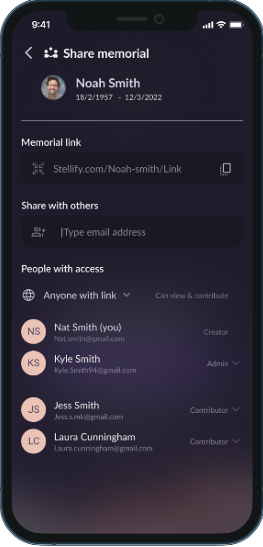 9:41
Share memorial
Noah Smith
18/2/1957 - 12/3/2022
Memorial link
Stellify.com/Noah-smith/Link
Share with others
Type email address
People with access
Anyone with link
Can view & contribute
NS
Nat Smith (you)
Nat.smith@gmail.com
Creator
KS
Kyle Smith
Kyle.Smith94@gmail.com
Admin
JS
Jess Smith
Jess.s.mk@gmail.com
Contributor
LC
Laura Cunningham
Laura.cunningham@gmail.com
Contributor